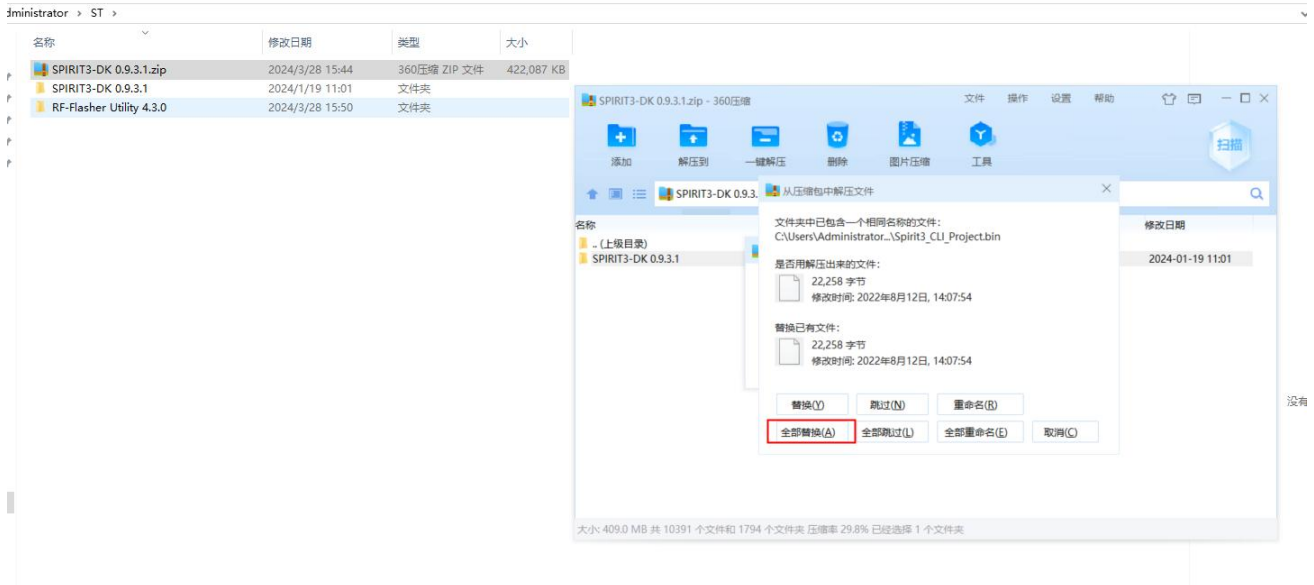 dministrator › ST ›
名称 修改日期 类型 大小
SPIRIT3-DK 0.9.3.1.zip 2024/3/28 15:44 360压缩 ZIP 文件 422,087 KB
SPIRIT3-DK 0.9.3.1 2024/1/19 11:01 文件夹
RF-Flasher Utility 4.3.0 2024/3/28 15:50 文件夹
SPIRIT3-DK 0.9.3.1.zip - 360压缩 文件 操作 设置 帮助
添加 解压到 一键解压 删除 图片压缩 工具 扫描
SPIRIT3-DK 0.9.3.
名称 修改日期
.. (上级目录)
SPIRIT3-DK 0.9.3.1 2024-01-19 11:01
从压缩包中解压文件
文件夹中已包含一个相同名称的文件：
C:\Users\Administrator...\Spirit3_CLI_Project.bin
是否用解压出来的文件：
22,258 字节
修改时间: 2022年8月12日, 14:07:54
替换已有文件：
22,258 字节
修改时间: 2022年8月12日, 14:07:54
替换(Y) 跳过(N) 重命名(R)
全部替换(A) 全部跳过(L) 全部重命名(E) 取消(C)
没有
大小: 409.0 MB 共 10391 个文件和 1794 个文件夹 压缩率 29.8% 已经选择 1 个文件夹